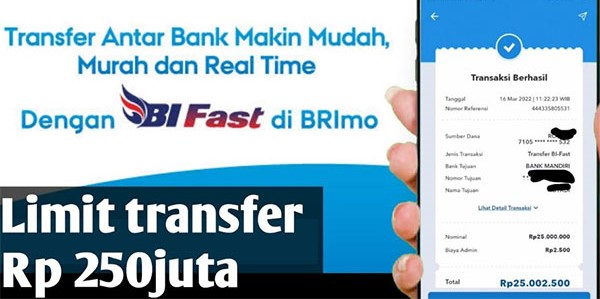 Transfer Antar Bank Makin Mudah,
Murah dan Real Time
Dengan BI Fast di BRImo
Limit transfer
Rp 250juta
Transaksi Berhasil
Tanggal 16 Mar 2022 | 11:22:23 WIB
Nomor Referensi 444335805531
Sumber Dana
7105 **** **** 532
Jenis Transaksi Transfer BI-Fast
Bank Tujuan BANK MANDIRI
Nomor Tujuan
Nama Tujuan
Lihat Detail Transaksi
Nominal Rp25.000.000
Biaya Admin Rp2.500
Total Rp25.002.500